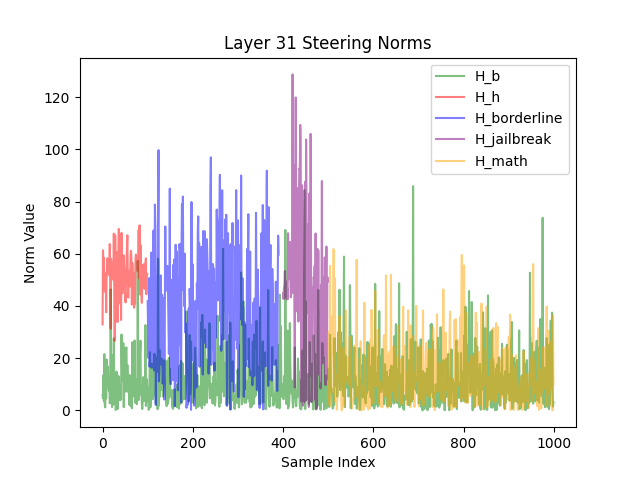 Layer 31 Steering Norms
H_b
H_h
H_borderline
H_jailbreak
H_math
Norm Value
120
100
80
60
40
20
0
0
200
400
600
800
1000
Sample Index